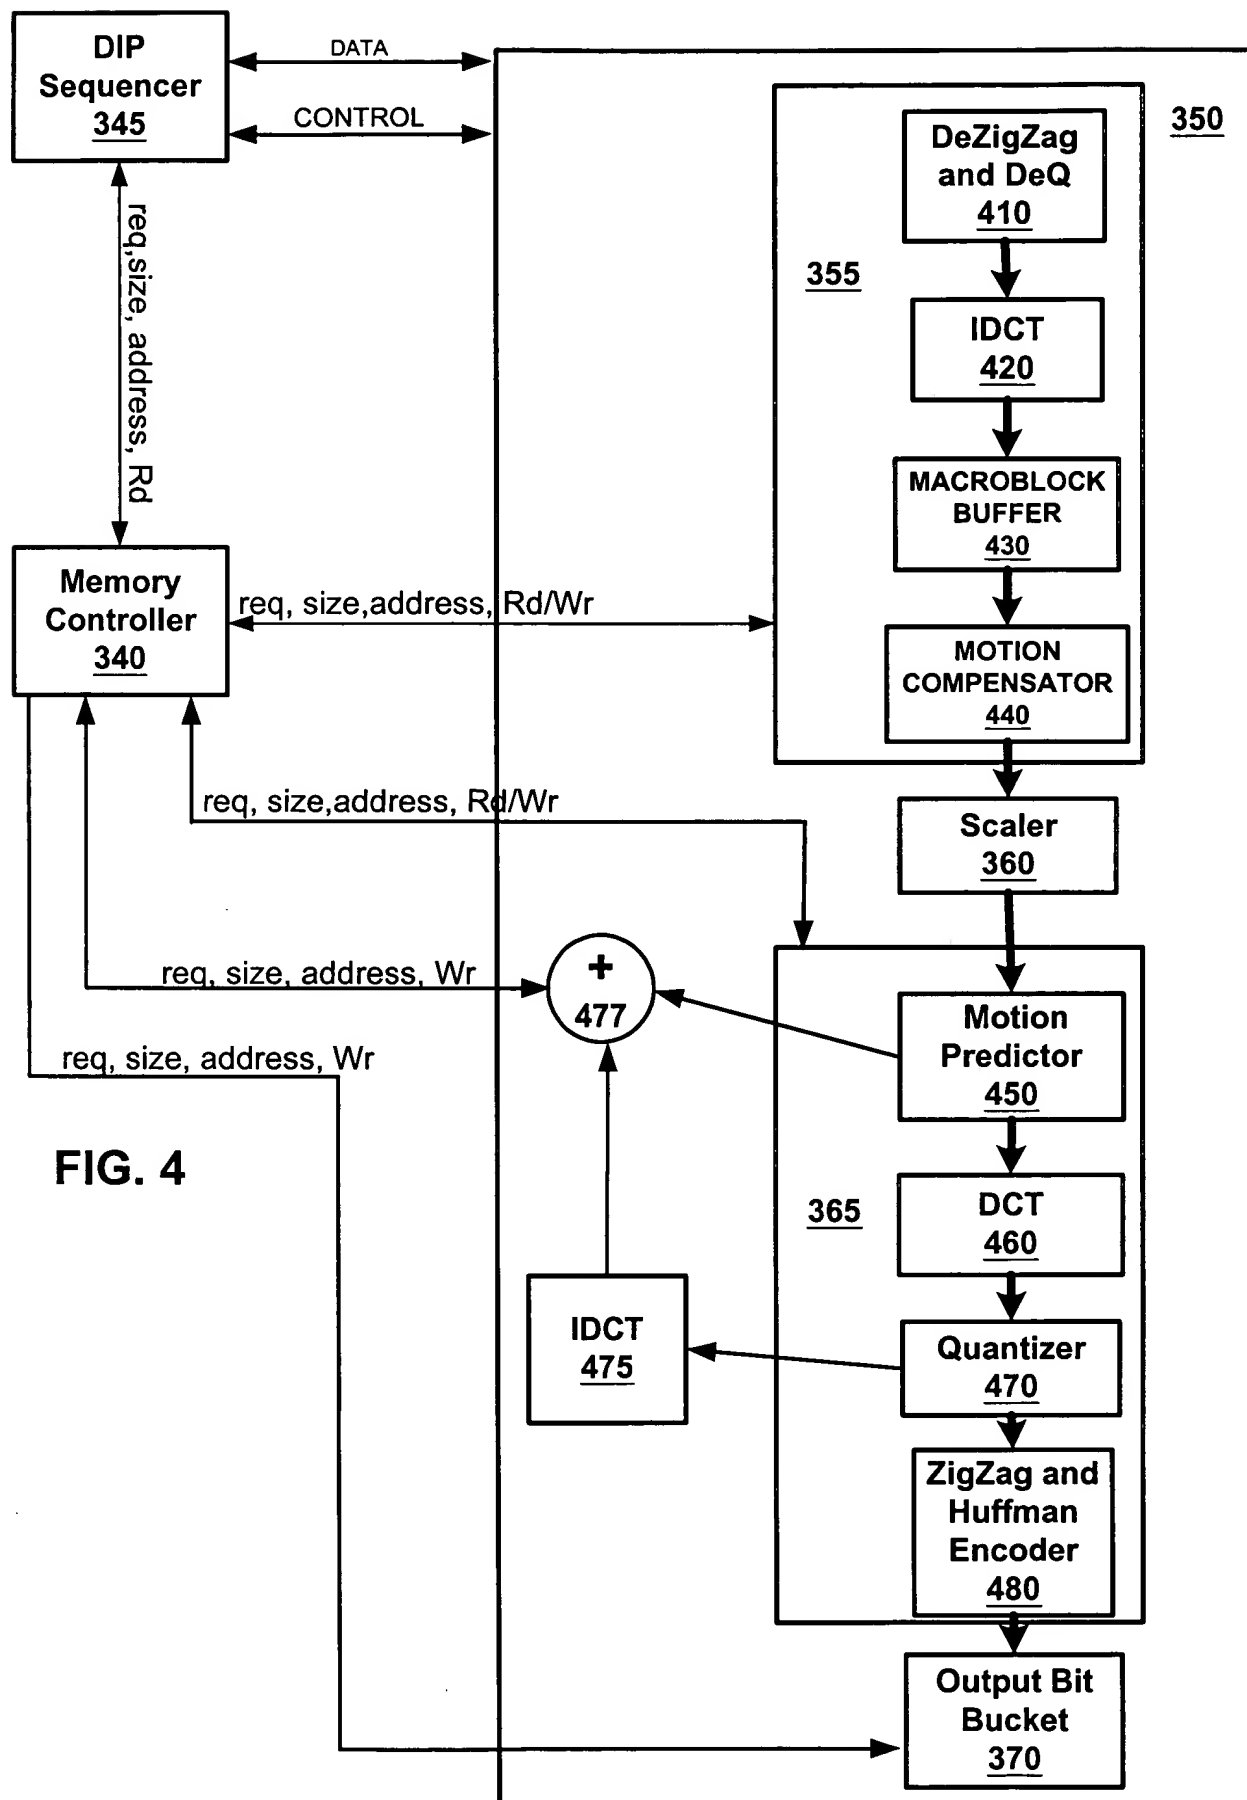 DIP
Sequencer
345
DATA
CONTROL
350
DeZigZag
and DeQ
410
355
IDCT
420
MACROBLOCK
BUFFER
430
MOTION
COMPENSATOR
440
req,size, address, Rd
Memory
Controller
340
req, size,address, Rd/Wr
req, size,address, Rd/Wr
Scaler
360
req, size, address, Wr
+
477
Motion
Predictor
450
req, size, address, Wr
FIG. 4
365
DCT
460
IDCT
475
Quantizer
470
ZigZag and
Huffman
Encoder
480
Output Bit
Bucket
370